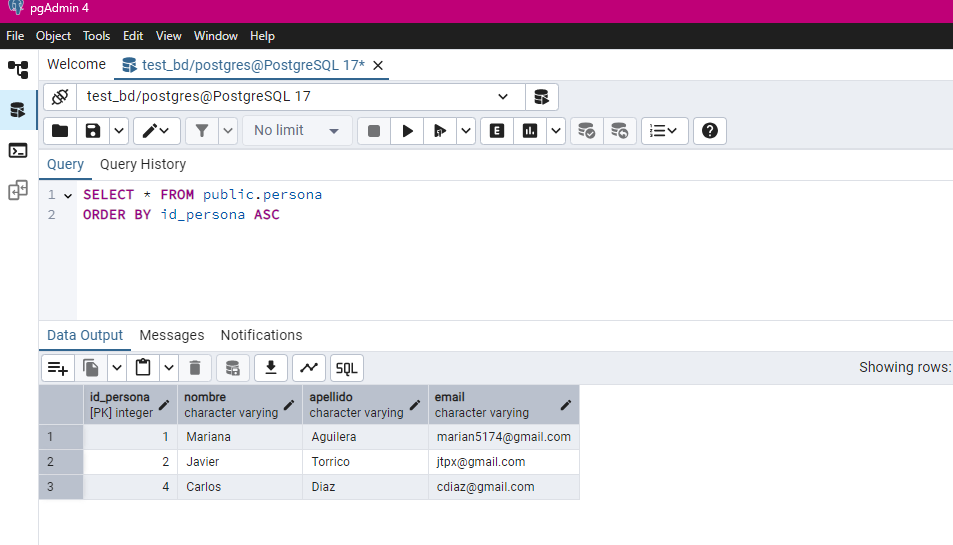 pgAdmin 4
File Object Tools Edit View Window Help
Welcome test_bd/postgres@PostgreSQL 17*
test_bd/postgres@PostgreSQL 17
No limit E
Query Query History
1 SELECT * FROM public.persona
2 ORDER BY id_persona ASC
Data Output Messages Notifications
SQL Showing rows:
id_persona nombre apellido email
[PK] integer character varying character varying character varying
1 1 Mariana Aguilera marian5174@gmail.com
2 2 Javier Torrico jtpx@gmail.com
3 4 Carlos Diaz cdiaz@gmail.com